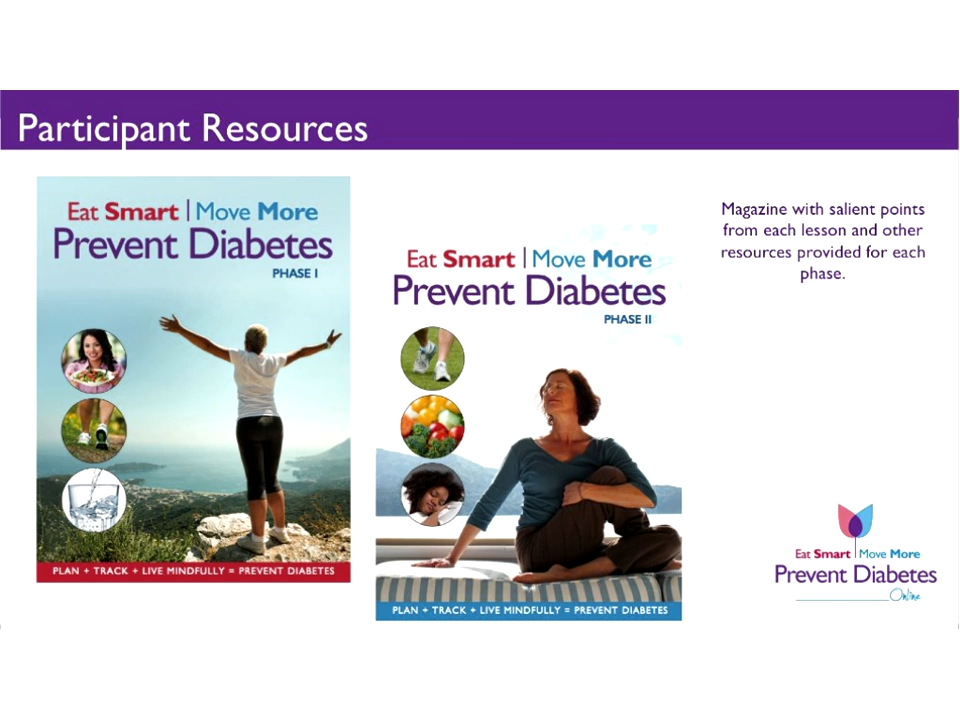 Participant Resources
Eat Smart | Move More
Prevent Diabetes
PHASE I
PLAN + TRACK + LIVE MINDFULLY = PREVENT DIABETES
Eat Smart | Move More
Prevent Diabetes
PHASE II
PLAN + TRACK + LIVE MINDFULLY = PREVENT DIABETES
Magazine with salient points
from each lesson and other
resources provided for each
phase.
Eat Smart | Move More
Prevent Diabetes
Online